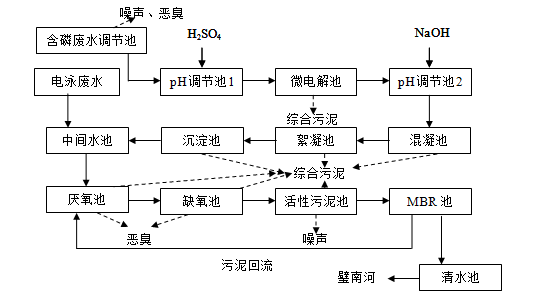 噪声、恶臭
含磷废水调节池
H₂SO₄
NaOH
电泳废水
pH调节池1
微电解池
pH调节池2
综合污泥
中间水池
沉淀池
絮凝池
混凝池
综合污泥
厌氧池
缺氧池
活性污泥池
MBR 池
恶臭
噪声
污泥回流
璧南河
清水池